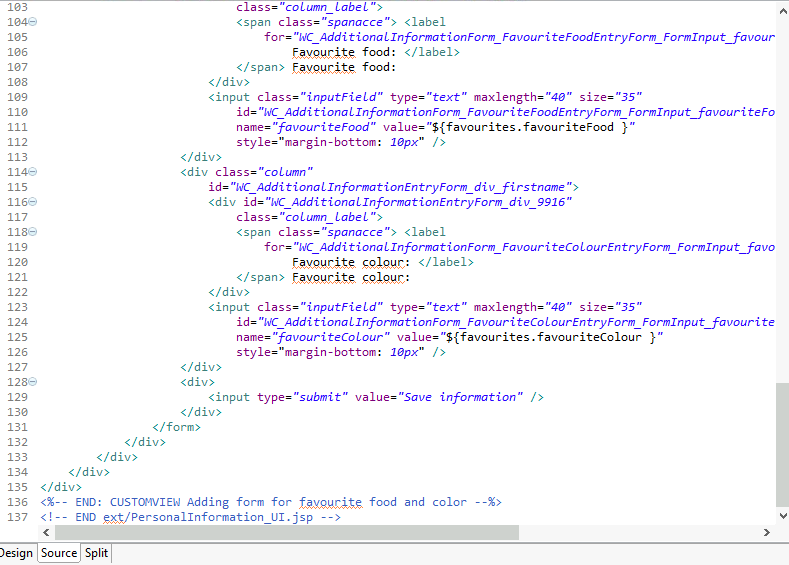 103 class="column_label">
104 <span class="spanacce"> <label
105 for="WC_AdditionalInformationForm_FavouriteFoodEntryForm_FormInput_favour
106 Favourite food: </label>
107 </span> Favourite food:
108 </div>
109 <input class="inputField" type="text" maxlength="40" size="35"
110 id="WC_AdditionalInformationForm_FavouriteFoodEntryForm_FormInput_favouriteFo
111 name="favouriteFood" value="${favourites.favouriteFood }"
112 style="margin-bottom: 10px" />
113 </div>
114 <div class="column"
115 id="WC_AdditionalInformationEntryForm_div_firstname">
116 <div id="WC_AdditionalInformationEntryForm_div_9916"
117 class="column_label">
118 <span class="spanacce"> <label
119 for="WC_AdditionalInformationForm_FavouriteColourEntryForm_FormInput_favo
120 Favourite colour: </label>
121 </span> Favourite colour:
122 </div>
123 <input class="inputField" type="text" maxlength="40" size="35"
124 id="WC_AdditionalInformationForm_FavouriteColourEntryForm_FormInput_favourite
125 name="favouriteColour" value="${favourites.favouriteColour }"
126 style="margin-bottom: 10px" />
127 </div>
128 <div>
129 <input type="submit" value="Save information" />
130 </div>
131 </form>
132 </div>
133 </div>
134 </div>
135 </div>
136 <%-- END: CUSTOMVIEW Adding form for favourite food and color --%>
137 <!-- END ext/PersonalInformation_UI.jsp -->
Design Source Split